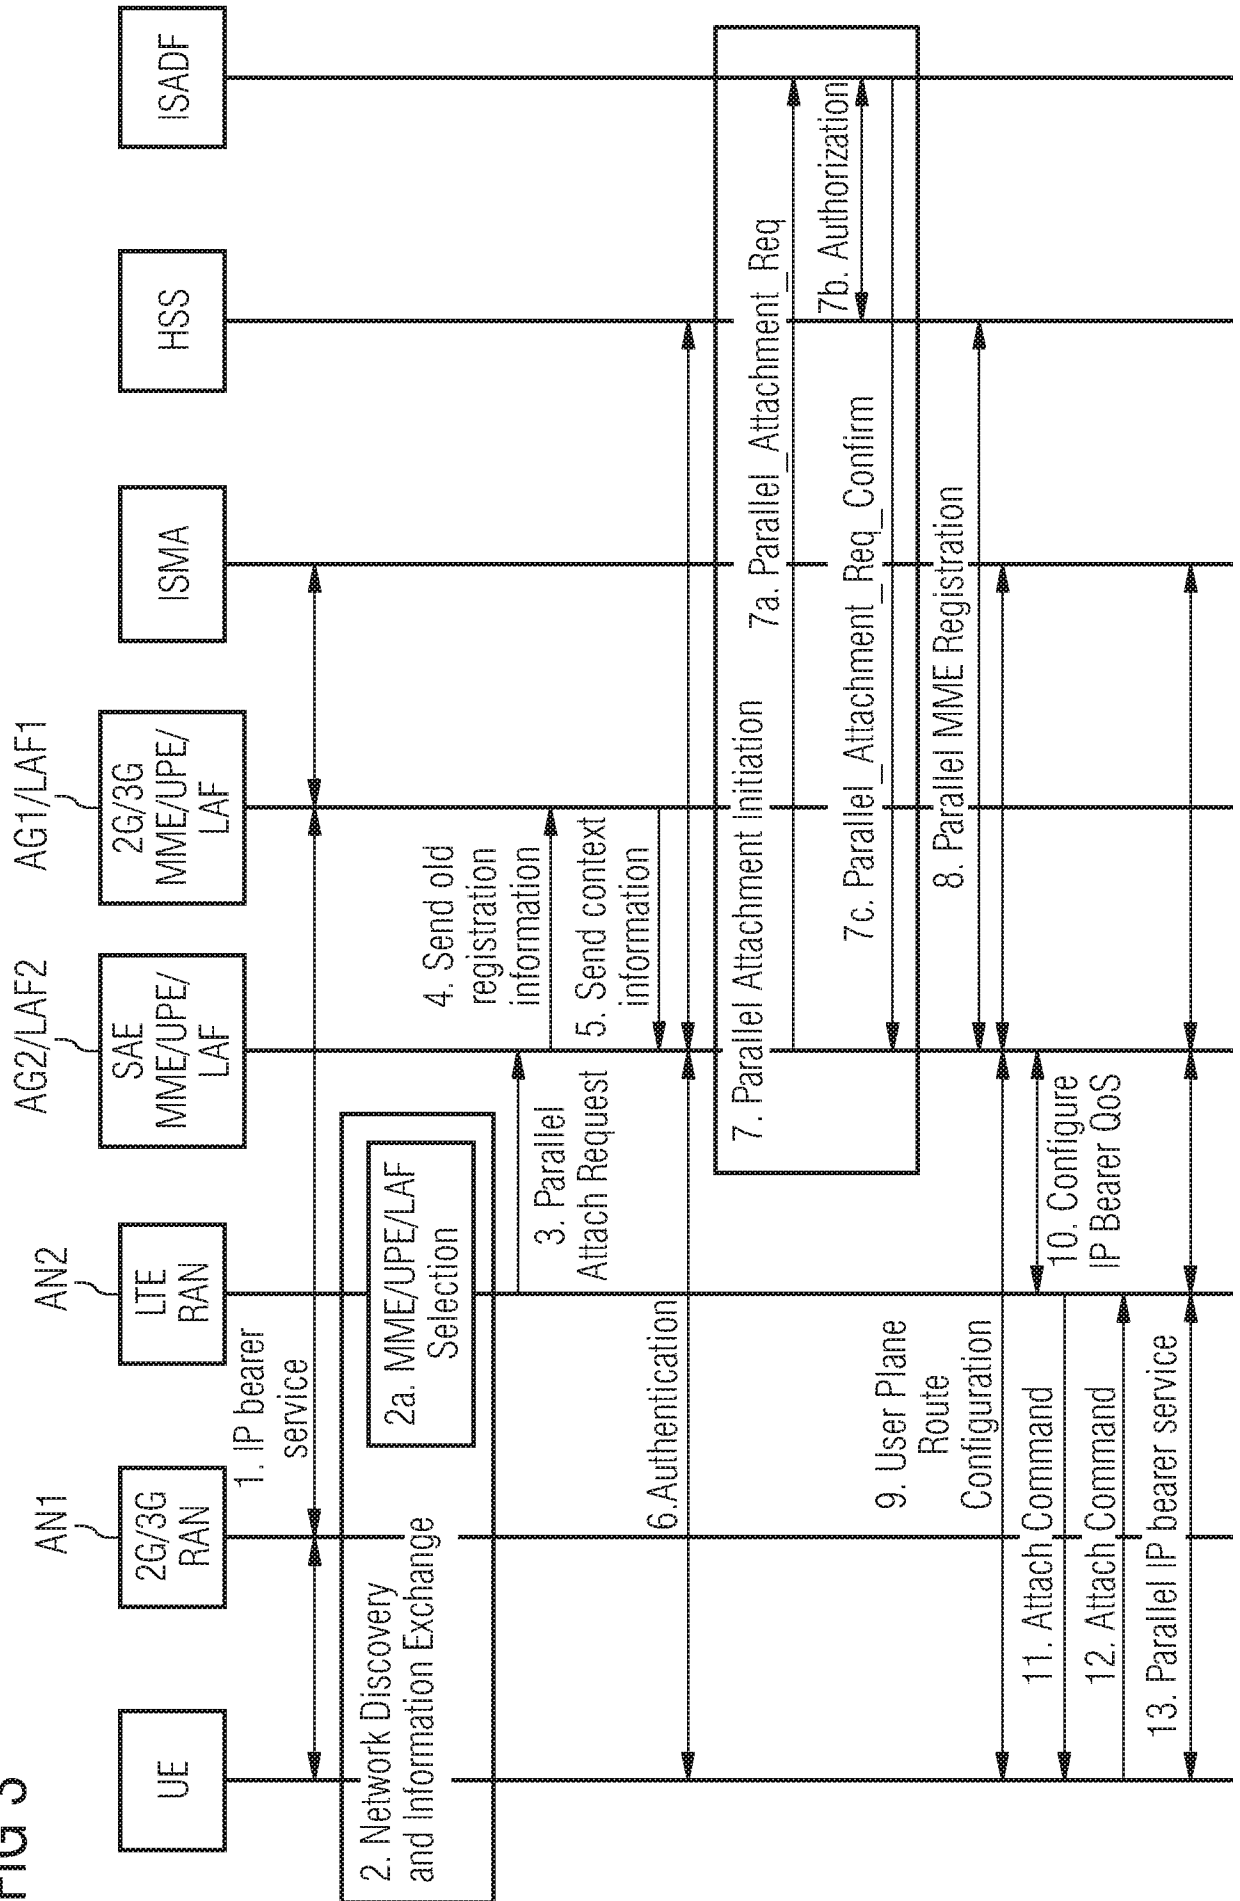 FIG 3
UE
AN1
2G/3G
RAN
AN2
LTE
RAN
AG2/LAF2
SAE
MME/UPE/
LAF
AG1/LAF1
2G/3G
MME/UPE/
LAF
ISMA
HSS
ISADF
1. IP bearer
service
2. Network Discovery
and Information Exchange
2a. MME/UPE/LAF
Selection
3. Parallel
Attach Request
4. Send old
registration
information
5. Send context
information
6.Authentication
7. Parallel Attachment Initiation
7a. Parallel_Attachment_Req
7b. Authorization
7c. Parallel_Attachment_Req_Confirm
8. Parallel MME Registration
9. User Plane
Route
Configuration
10. Configure
IP Bearer QoS
11. Attach Command
12. Attach Command
13. Parallel IP bearer service